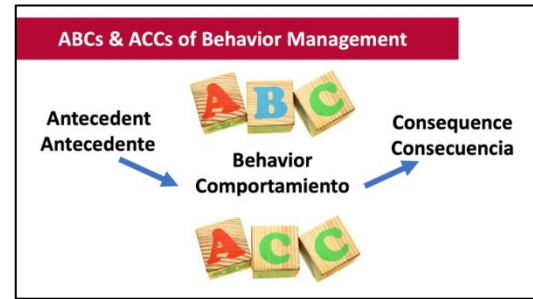 ABCs & ACCs of Behavior Management
A B C
Antecedent
Antecedente
Behavior
Comportamiento
Consequence
Consecuencia
A C C